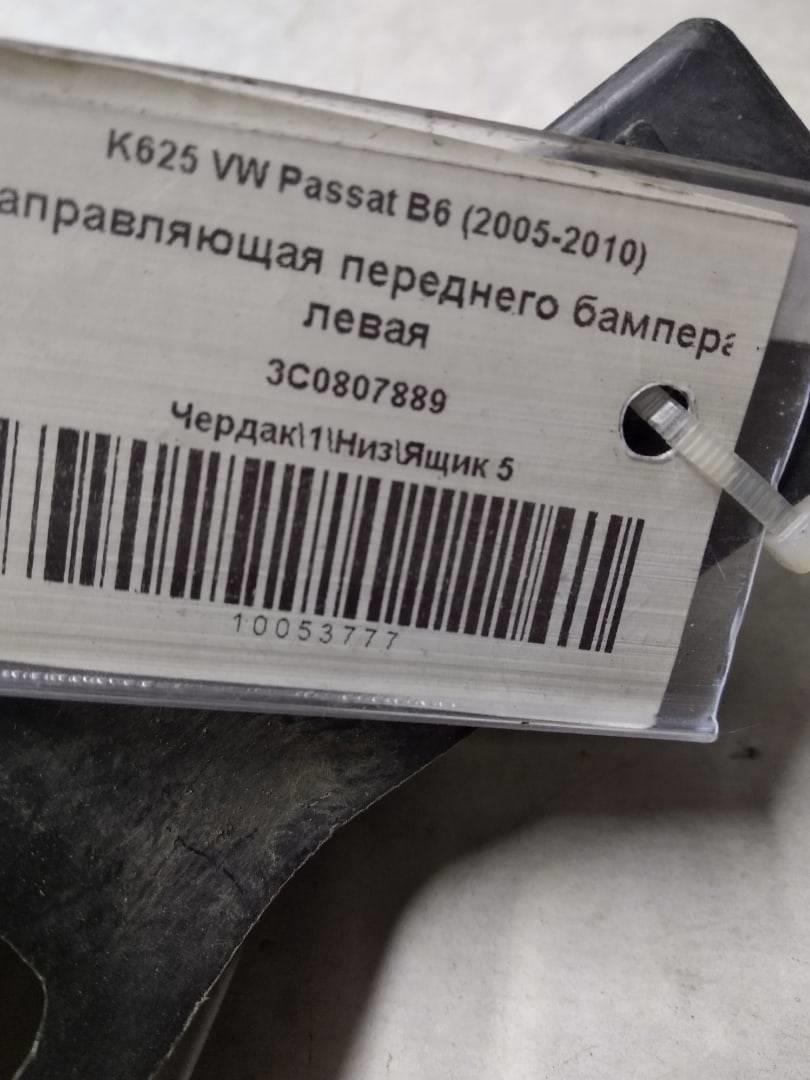 K625 VW Passat B6 (2005-2010)
аправляющая переднего бампера
левая
3C0807889
Чердак\1\Низ\Ящик 5
10053777